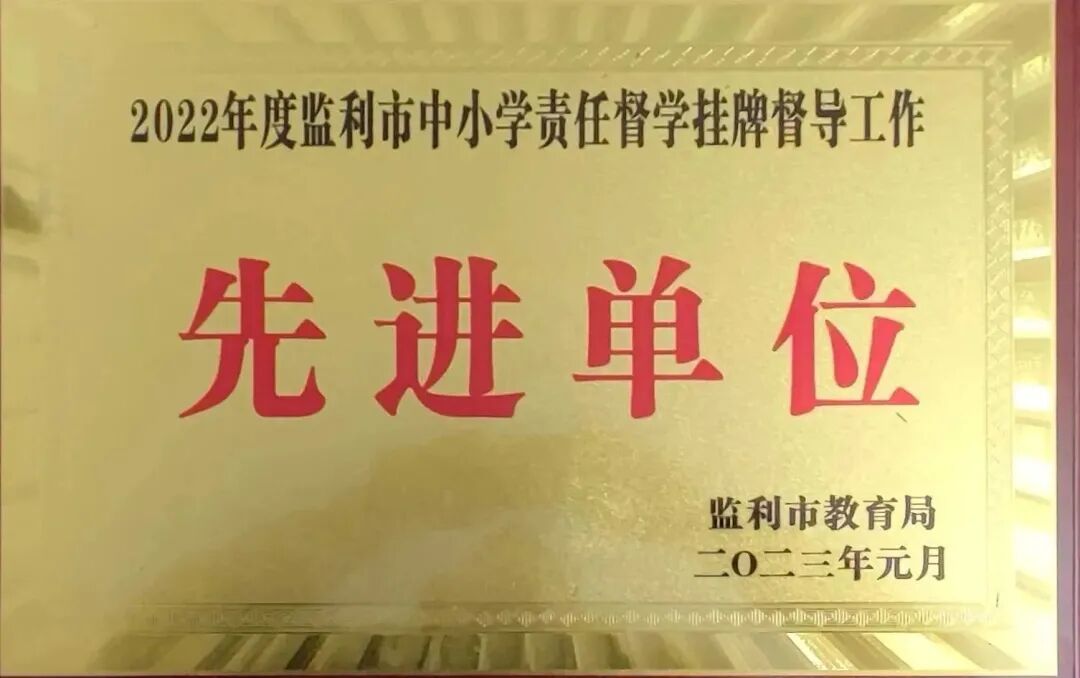 2022年度监利市中小学责任督学挂牌督导工作
先进单位
监利市教育局
二〇二三年元月